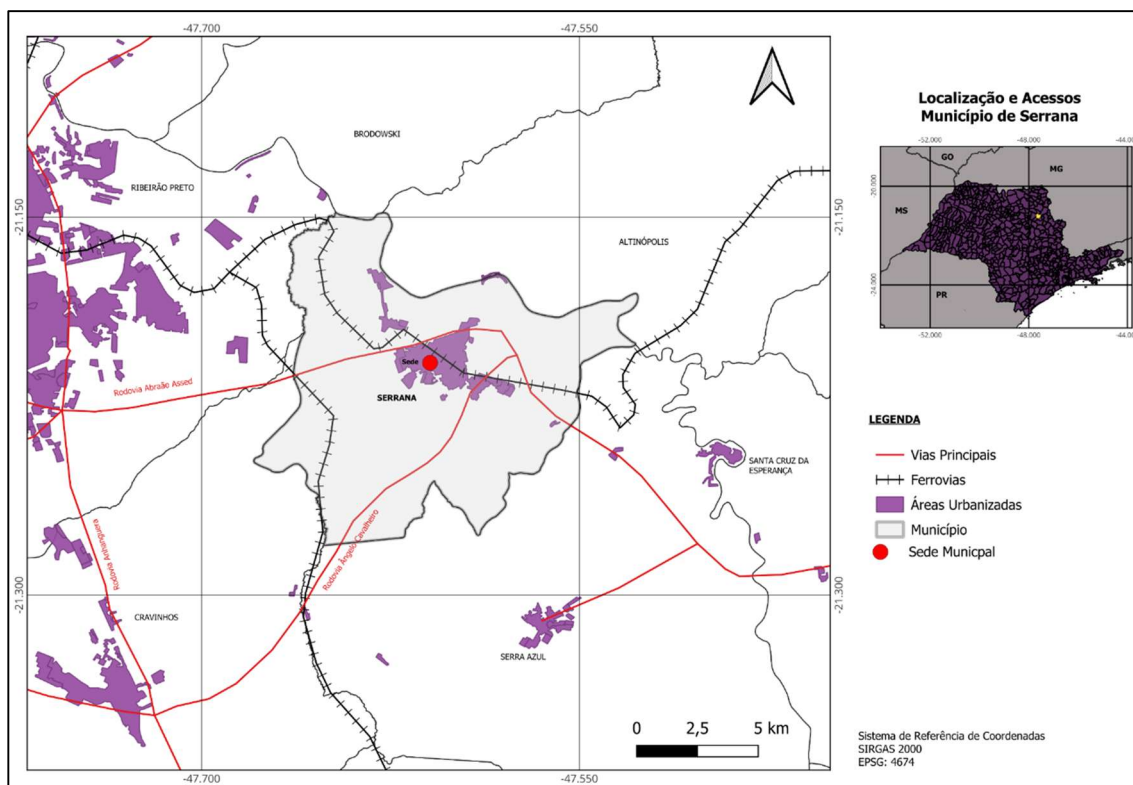 -47.700
-47.550
BRODOWSKI
RIBEIRÃO PRETO
-21.150
-21.150
ALTINÓPOLIS
Rodovia Abraão Assed
Sede
SERRANA
SANTA CRUZ DA
ESPERANÇA
Rodovia Anhanguera
Rodovia Ângelo Cavalheiro
-21.300
-21.300
CRAVINHOS
SERRA AZUL
0 2,5 5 km
-47.700
-47.550
Localização e Acessos
Município de Serrana
-52.000
-48.000
-44.000
GO
MG
-20.000
MS
-24.000
PR
-52.000
-48.000
-44.000
LEGENDA
Vias Principais
Ferrovias
Áreas Urbanizadas
Município
Sede Municpal
Sistema de Referência de Coordenadas
SIRGAS 2000
EPSG: 4674